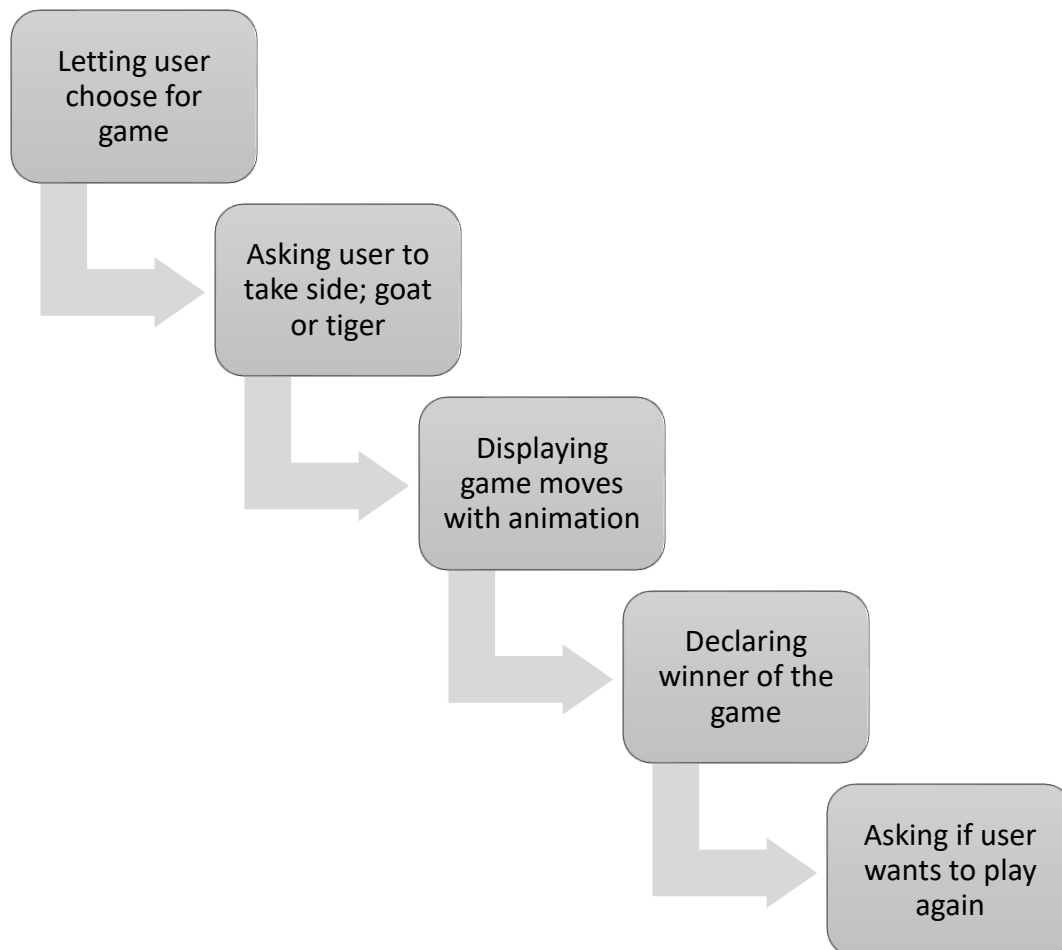 Letting user
choose for
game
Asking user to
take side; goat
or tiger
Displaying
game moves
with animation
Declaring
winner of the
game
Asking if user
wants to play
again